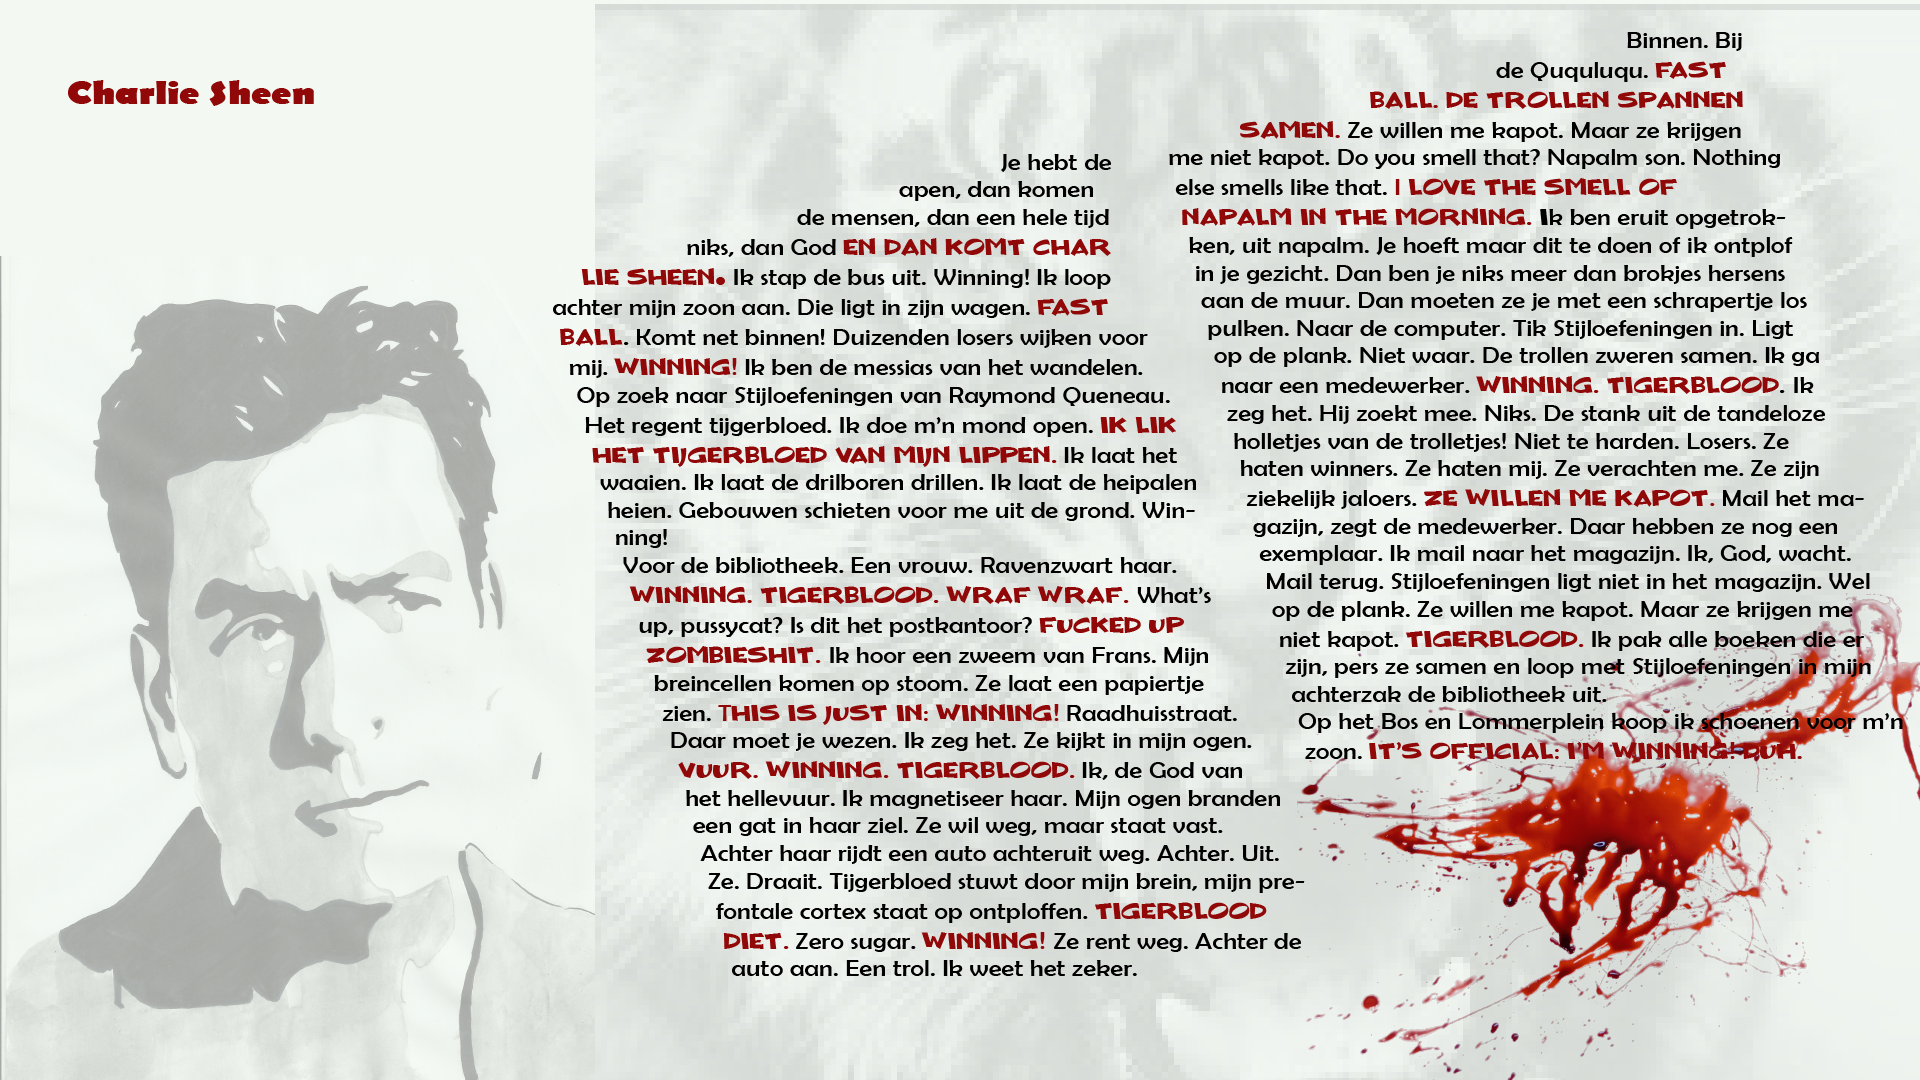 Charlie Sheen
Je hebt de
apen, dan komen
de mensen, dan een hele tijd
niks, dan God EN DAN KOMT CHAR
LIE SHEEN. Ik stap de bus uit. Winning! Ik loop
achter mijn zoon aan. Die ligt in zijn wagen. FAST
BALL. Komt net binnen! Duizenden losers wijken voor
mij. WINNING! Ik ben de messias van het wandelen.
Op zoek naar Stijloefeningen van Raymond Queneau.
Het regent tijgerbloed. Ik doe m'n mond open. IK LIK
HET TIJGERBLOED VAN MIJN LIPPEN. Ik laat het
waaien. Ik laat de drilboren drillen. Ik laat de heipalen
heien. Gebouwen schieten voor me uit de grond. Win-
ning!
Voor de bibliotheek. Een vrouw. Ravenzwart haar.
WINNING. TIGERBLOOD. WRAF WRAF. What's
up, pussycat? Is dit het postkantoor? FUCKED UP
ZOMBIESHIT. Ik hoor een zweem van Frans. Mijn
breincellen komen op stoom. Ze laat een papiertje
zien. THIS IS JUST IN: WINNING! Raadhuisstraat.
Daar moet je wezen. Ik zeg het. Ze kijkt in mijn ogen.
VUUR. WINNING. TIGERBLOOD. Ik, de God van
het hellevuur. Ik magnetiseer haar. Mijn ogen branden
een gat in haar ziel. Ze wil weg, maar staat vast.
Achter haar rijdt een auto achteruit weg. Achter. Uit.
Ze. Draait. Tijgerbloed stuwt door mijn brein, mijn pre-
fontale cortex staat op ontploffen. TIGERBLOOD
DIET. Zero sugar. WINNING! Ze rent weg. Achter de
auto aan. Een trol. Ik weet het zeker.
Binnen. Bij
de Ququluqu. FAST
BALL. DE TROLLEN SPANNEN
SAMEN. Ze willen me kapot. Maar ze krijgen
me niet kapot. Do you smell that? Napalm son. Nothing
else smells like that. I LOVE THE SMELL OF
NAPALM IN THE MORNING. Ik ben eruit opgetrok-
ken, uit napalm. Je hoeft maar dit te doen of ik ontplof
in je gezicht. Dan ben je niks meer dan brokjes hersens
aan de muur. Dan moeten ze je met een schrapertje los
pulken. Naar de computer. Tik Stijloefeningen in. Ligt
op de plank. Niet waar. De trollen zweren samen. Ik ga
naar een medewerker. WINNING. TIGERBLOOD. Ik
zeg het. Hij zoekt mee. Niks. De stank uit de tandeloze
holletjes van de trolletjes! Niet te harden. Losers. Ze
haten winners. Ze haten mij. Ze verachten me. Ze zijn
ziekelijk jaloers. ZE WILLEN ME KAPOT. Mail het ma-
gazijn, zegt de medewerker. Daar hebben ze nog een
exemplaar. Ik mail naar het magazijn. Ik, God, wacht.
Mail terug. Stijloefeningen ligt niet in het magazijn. Wel
op de plank. Ze willen me kapot. Maar ze krijgen me
niet kapot. TIGERBLOOD. Ik pak alle boeken die er
zijn, pers ze samen en loop met Stijloefeningen in mijn
achterzak de bibliotheek uit.
Op het Bos en Lommerplein koop ik schoenen voor m'n
zoon. IT'S OFFICIAL: I'M WINNING! DUH.